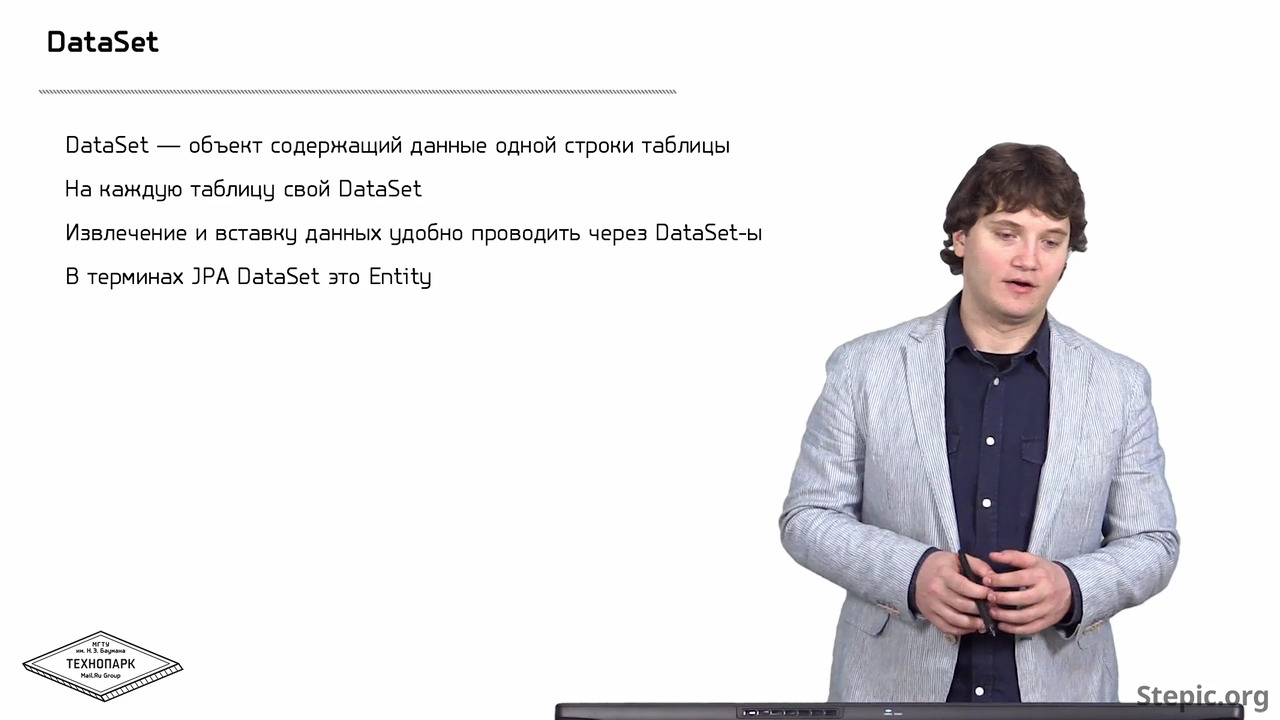 DataSet
DataSet — объект содержащий данные одной строки таблицы
На каждую таблицу свой DataSet
Извлечение и вставку данных удобно проводить через DataSet-ы
В терминах JPA DataSet это Entity
МГТУ
им. Н.Э. Баумана
ТЕХНОПАРК
Mail.Ru Group
Stepic.org